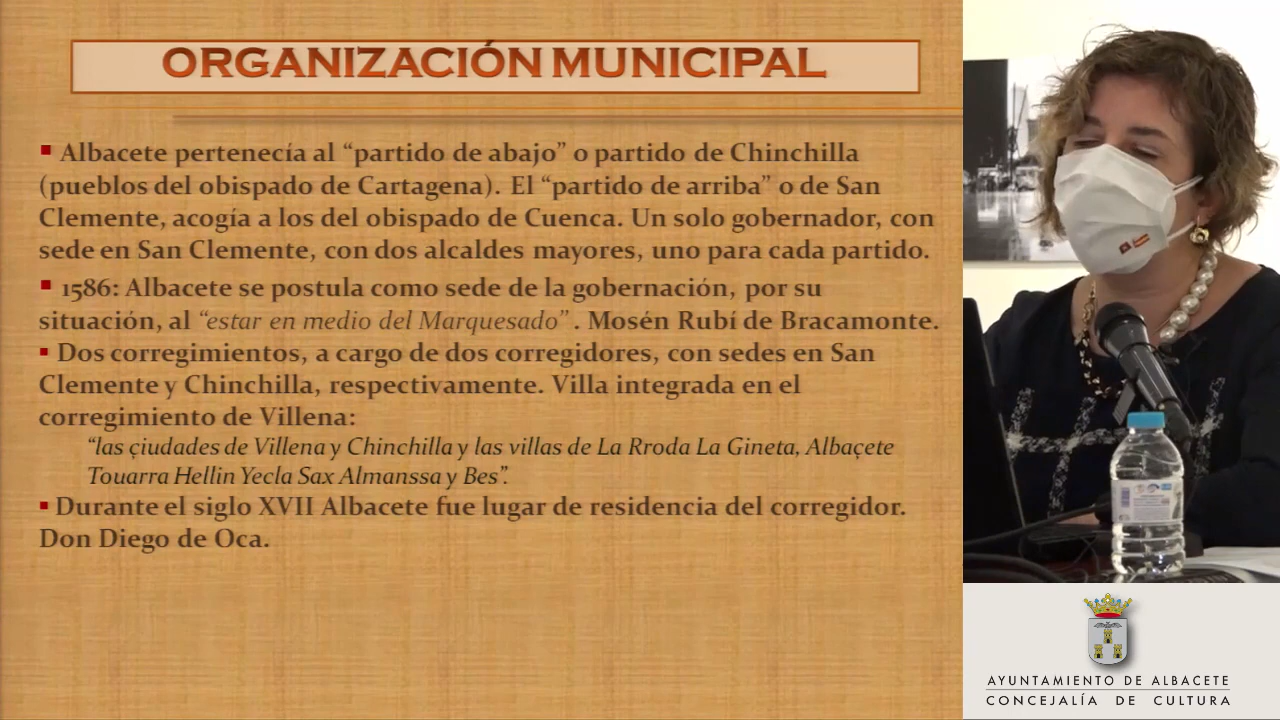 ORGANIZACIÓN MUNICIPAL
▪ Albacete pertenecía al “partido de abajo” o partido de Chinchilla
(pueblos del obispado de Cartagena). El “partido de arriba” o de San
Clemente, acogía a los del obispado de Cuenca. Un solo gobernador, con
sede en San Clemente, con dos alcaldes mayores, uno para cada partido.
▪ 1586: Albacete se postula como sede de la gobernación, por su
situación, al “estar en medio del Marquesado” . Mosén Rubí de Bracamonte.
▪ Dos corregimientos, a cargo de dos corregidores, con sedes en San
Clemente y Chinchilla, respectivamente. Villa integrada en el
corregimiento de Villena:
“las çiudades de Villena y Chinchilla y las villas de La Rroda La Gineta, Albaçete
Touarra Hellin Yecla Sax Almanssa y Bes”.
▪ Durante el siglo XVII Albacete fue lugar de residencia del corregidor.
Don Diego de Oca.
AYUNTAMIENTO DE ALBACETE
CONCEJALÍA DE CULTURA